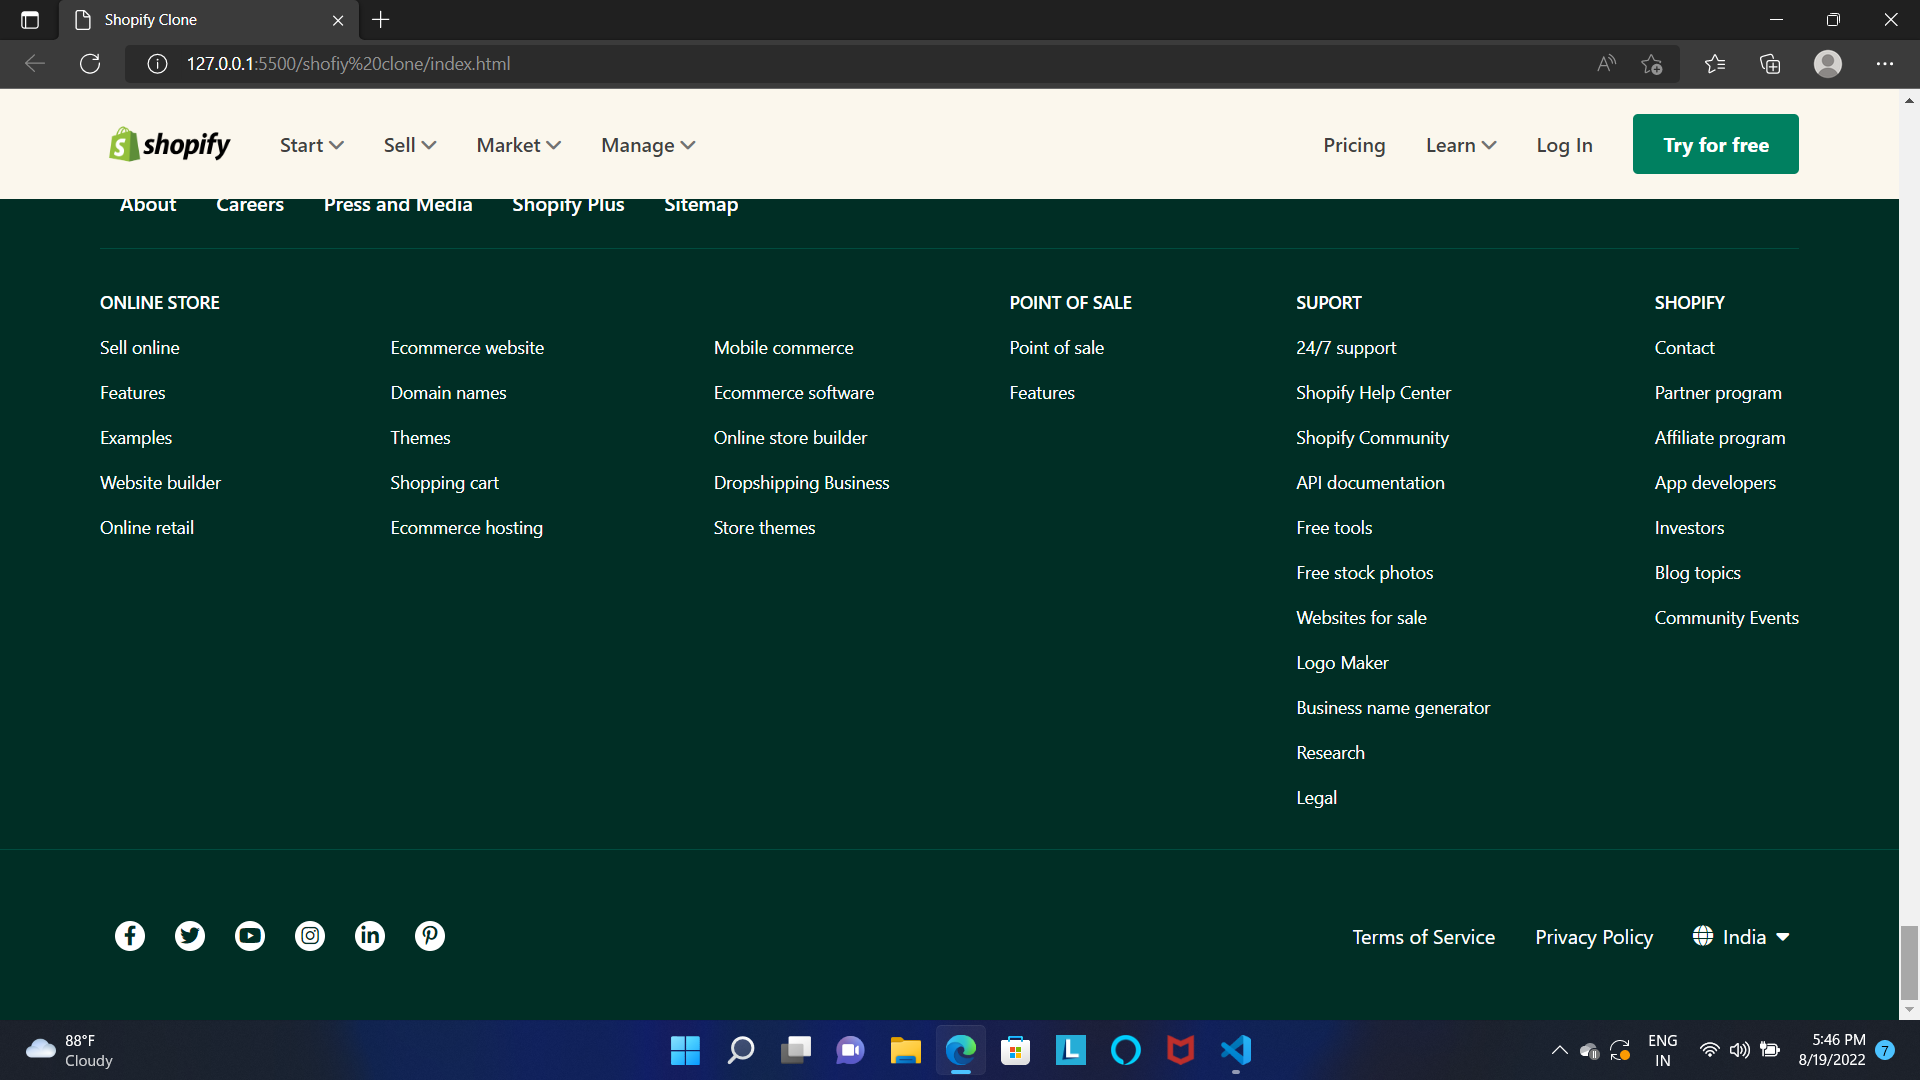 Shopify Clone
127.0.0.1:5500/shofiy%20clone/index.html
shopify Start Sell Market Manage Pricing Learn Log In Try for free
About Careers Press and Media Shopify Plus Sitemap
ONLINE STORE POINT OF SALE SUPORT SHOPIFY
Sell online Ecommerce website Mobile commerce Point of sale 24/7 support Contact
Features Domain names Ecommerce software Features Shopify Help Center Partner program
Examples Themes Online store builder Shopify Community Affiliate program
Website builder Shopping cart Dropshipping Business API documentation App developers
Online retail Ecommerce hosting Store themes Free tools Investors
Free stock photos Blog topics
Websites for sale Community Events
Logo Maker
Business name generator
Research
Legal
Terms of Service Privacy Policy India
88°F
Cloudy
ENG
IN
5:46 PM
8/19/2022
7